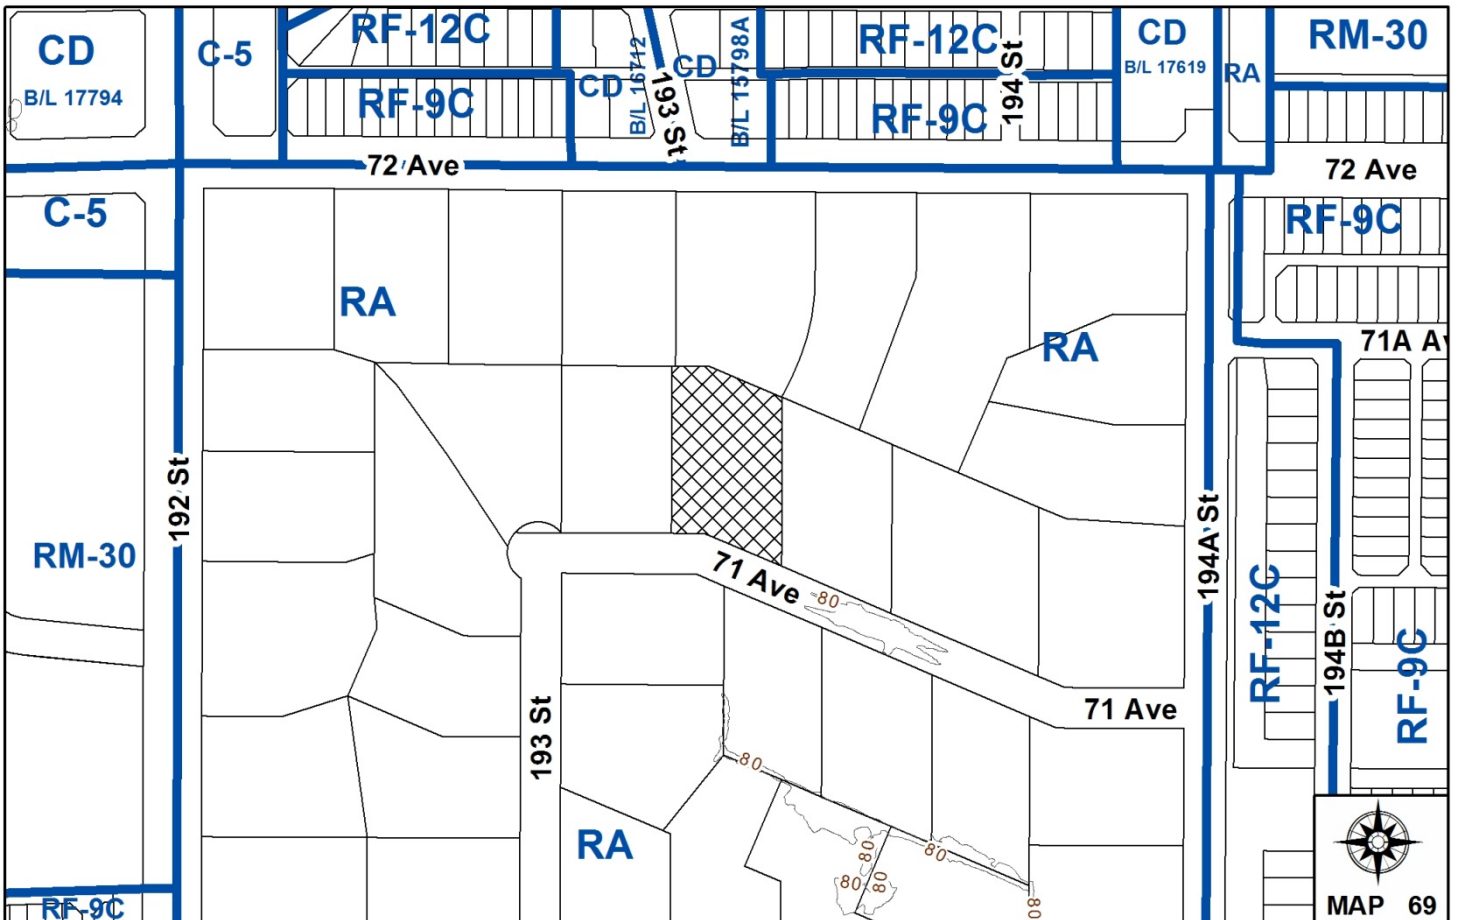 CD
B/L 17794
C-5
RF-12C
RF-9C
CD
B/L 16712
193 St
CD
B/L 15798A
RF-12C
194 St
RF-9C
CD
B/L 17619
RA
RM-30
72 Ave
72 Ave
C-5
RF-9C
RA
RA
71A Av
192 St
RM-30
71 Ave
80
194A St
RF-12C
194B St
RF-9C
193 St
71 Ave
80
RA
80
80
80
80
80
RF-9C
MAP 69